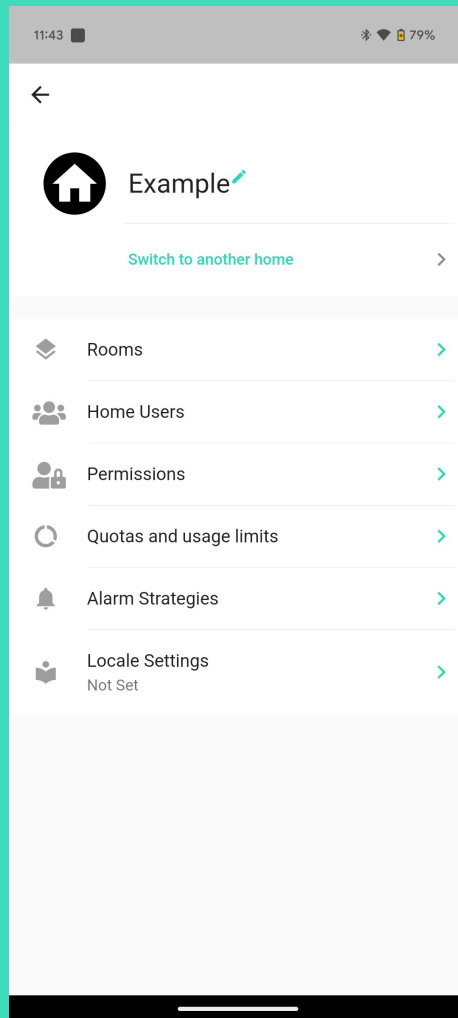 11:43
79%
Example
Switch to another home
Rooms
Home Users
Permissions
Quotas and usage limits
Alarm Strategies
Locale Settings
Not Set